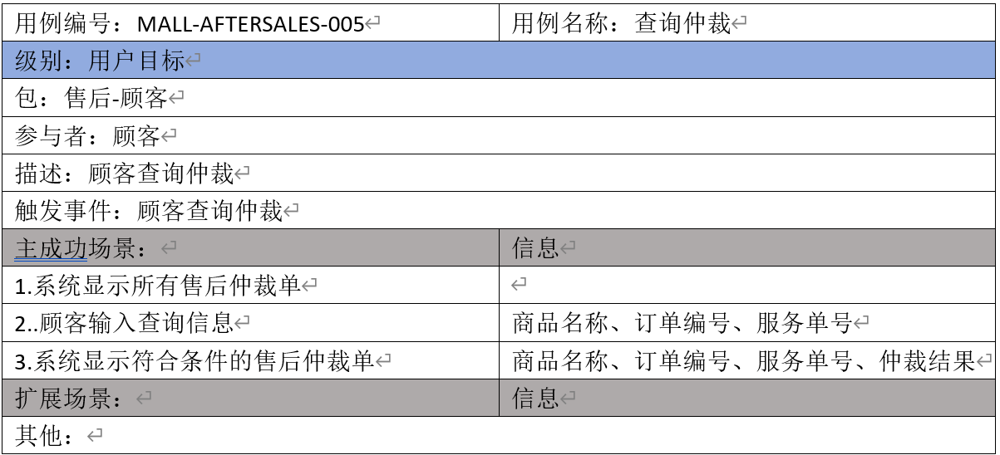 用例编号：MALL-AFTERSALES-005 用例名称：查询仲裁
级别：用户目标
包：售后-顾客
参与者：顾客
描述：顾客查询仲裁
触发事件：顾客查询仲裁
主成功场景： 信息
1.系统显示所有售后仲裁单
2..顾客输入查询信息 商品名称、订单编号、服务单号
3.系统显示符合条件的售后仲裁单 商品名称、订单编号、服务单号、仲裁结果
扩展场景： 信息
其他：